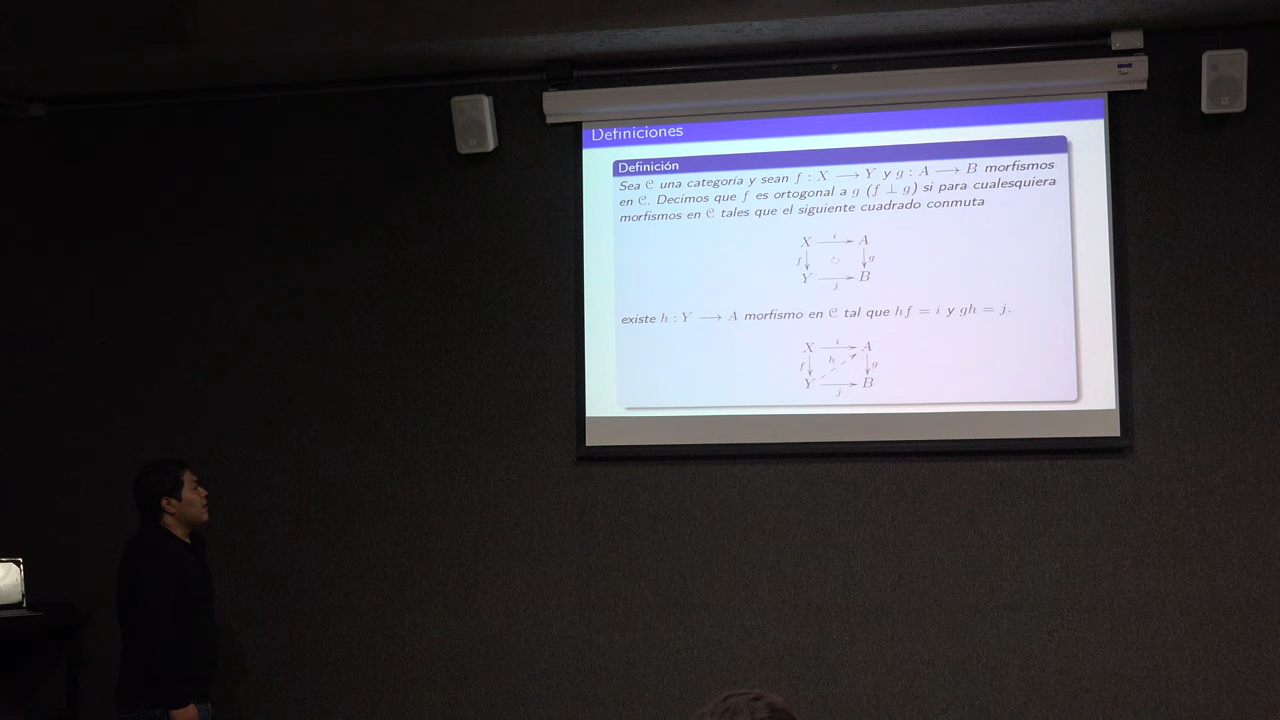 Definiciones
Definición
Sea 𝒞 una categoría y sean f : X ⟶ Y y g : A ⟶ B morfismos
en 𝒞. Decimos que f es ortogonal a g (f ⊥ g) si para cualesquiera
morfismos en 𝒞 tales que el siguiente cuadrado conmuta
X i A
f ↻ g
Y j B
existe h : Y ⟶ A morfismo en 𝒞 tal que hf = i y gh = j.
X i A
f h g
Y j B